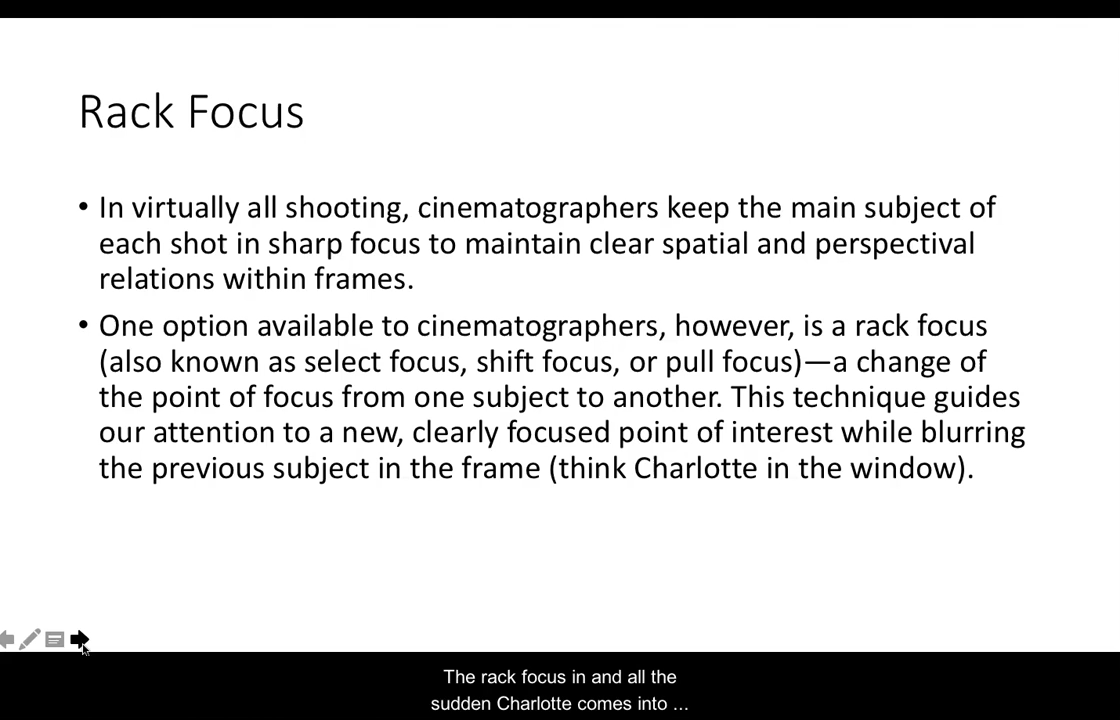 Rack Focus
• In virtually all shooting, cinematographers keep the main subject of
each shot in sharp focus to maintain clear spatial and perspectival
relations within frames.
• One option available to cinematographers, however, is a rack focus
(also known as select focus, shift focus, or pull focus)—a change of
the point of focus from one subject to another. This technique guides
our attention to a new, clearly focused point of interest while blurring
the previous subject in the frame (think Charlotte in the window).
The rack focus in and all the
sudden Charlotte comes into ...